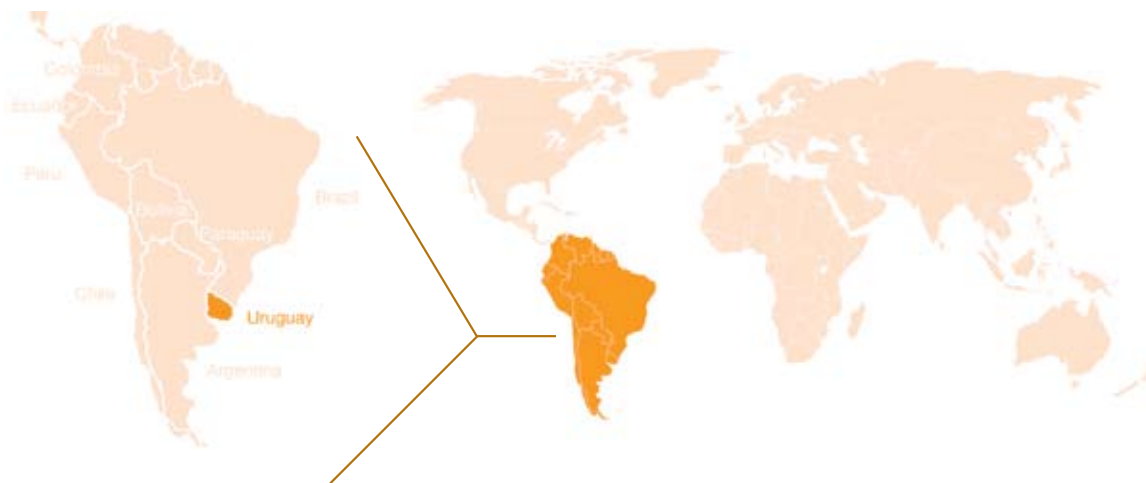 Colombia
Ecuador
Peru
Brazil
Bolivia
Paraguay
Chile
Uruguay
Argentina